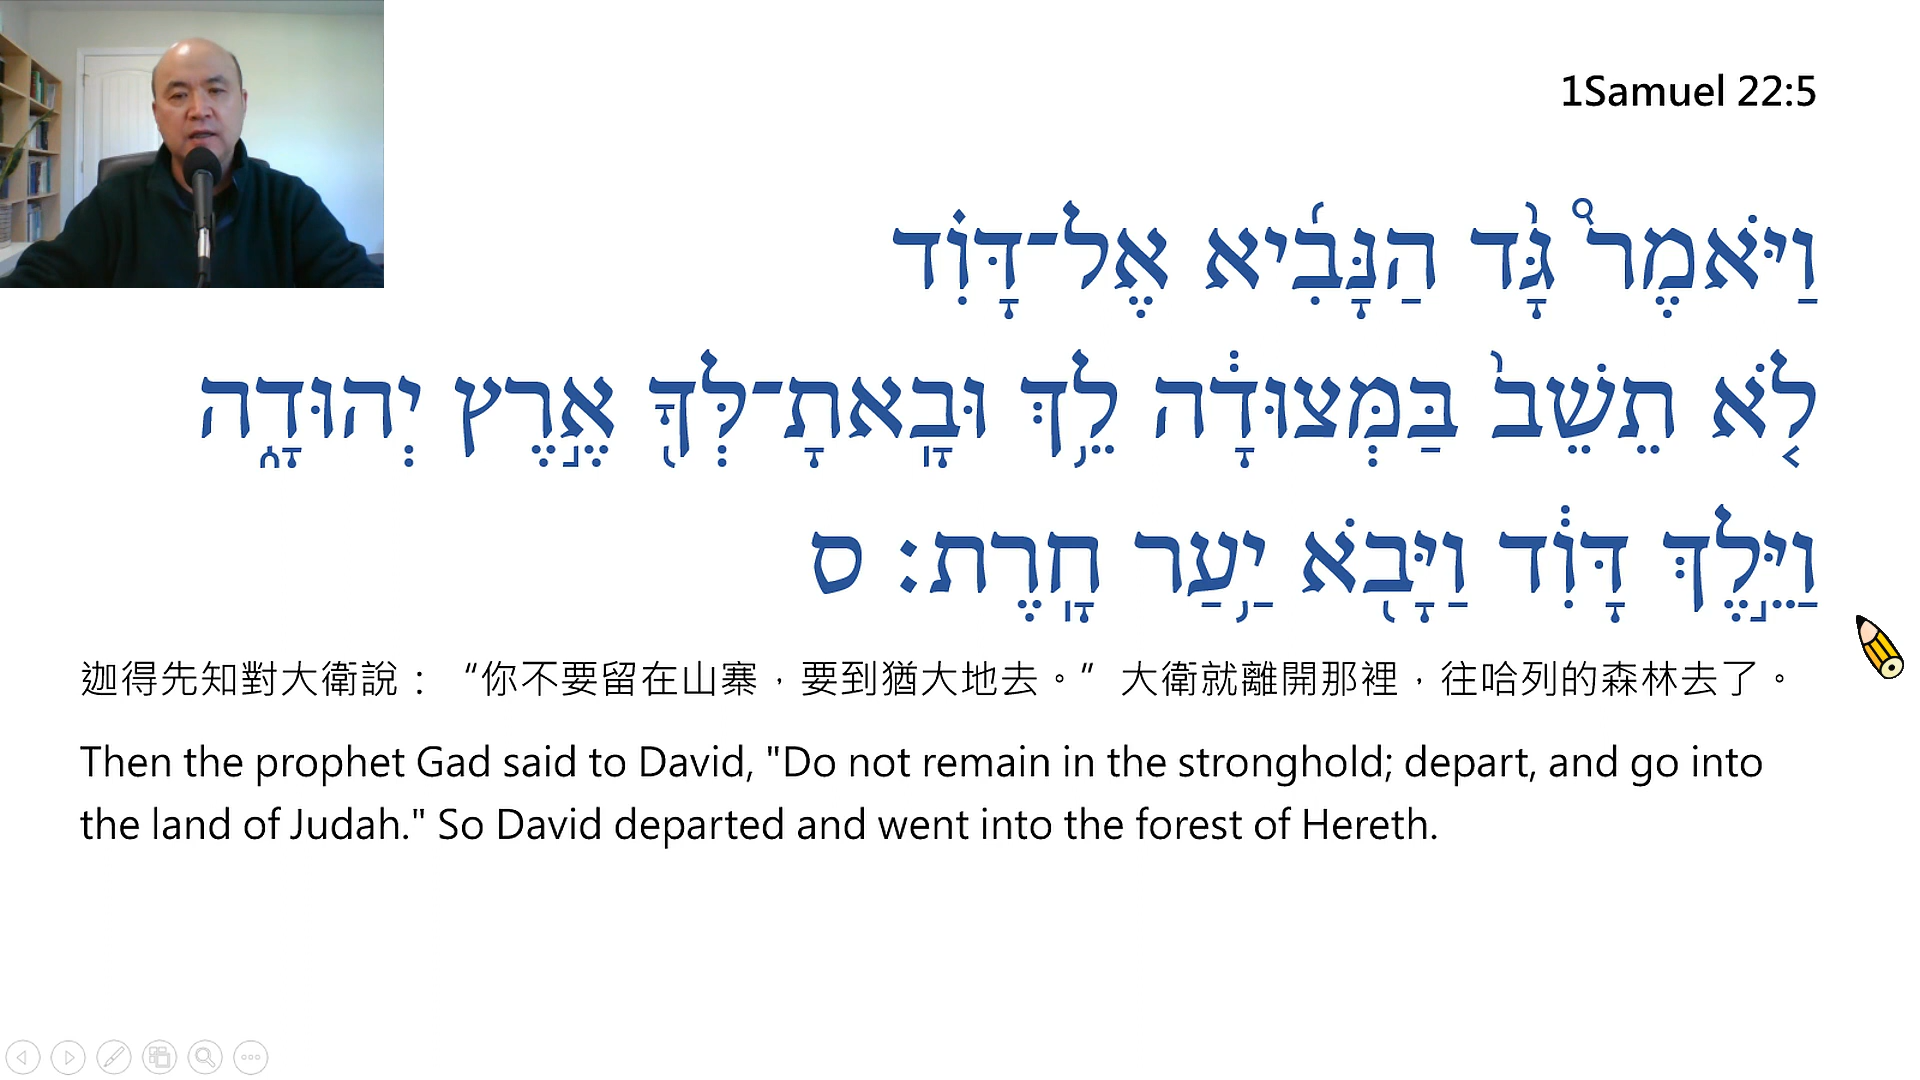 1Samuel 22:5
וַיֹּאמֶר֩ גָּ֨ד הַנָּבִ֜יא אֶל־דָּוִ֗ד
לֹ֤א תֵשֵׁב֙ בַּמְּצוּדָ֔ה לֵ֥ךְ וּבָֽאתָ־לְּךָ֖ אֶ֣רֶץ יְהוּדָ֑ה
וַיֵּ֣לֶךְ דָּוִ֔ד וַיָּבֹ֖א יַ֥עַר חָֽרֶת׃ ס
迦得先知對大衛說：“你不要留在山寨，要到猶大地去。”大衛就離開那裡，往哈列的森林去了。
Then the prophet Gad said to David, "Do not remain in the stronghold; depart, and go into
the land of Judah." So David departed and went into the forest of Hereth.